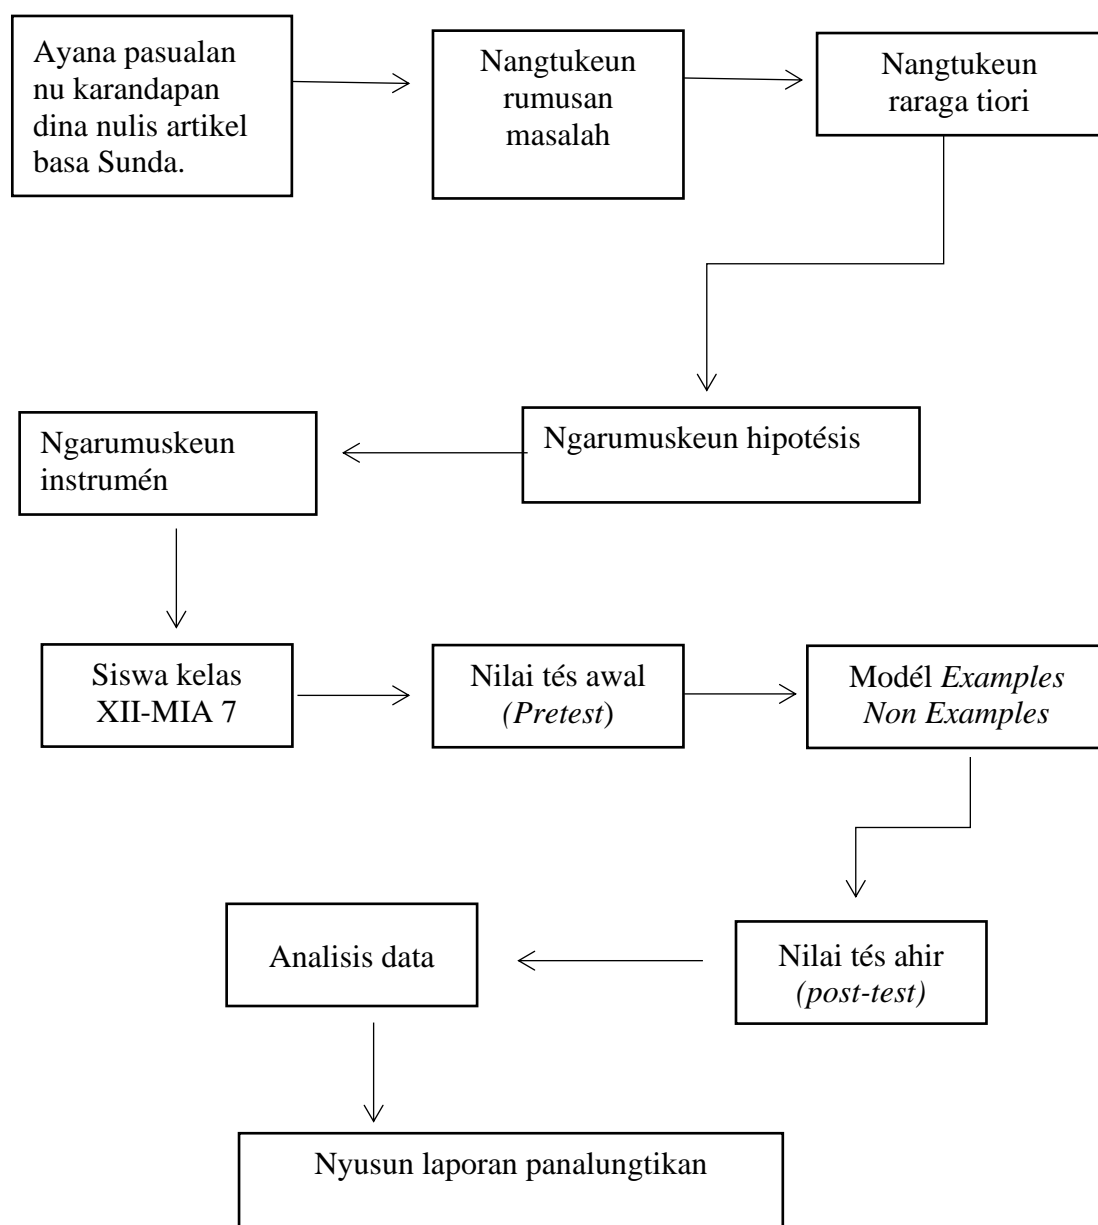 Ayana pasualan
nu karandapan
dina nulis artikel
basa Sunda.
Nangtukeun
rumusan
masalah
Nangtukeun
raraga tiori
Ngarumuskeun hipotésis
Ngarumuskeun
instrumén
Siswa kelas
XII-MIA 7
Nilai tés awal
(Pretest)
Modél Examples
Non Examples
Nilai tés ahir
(post-test)
Analisis data
Nyusun laporan panalungtikan